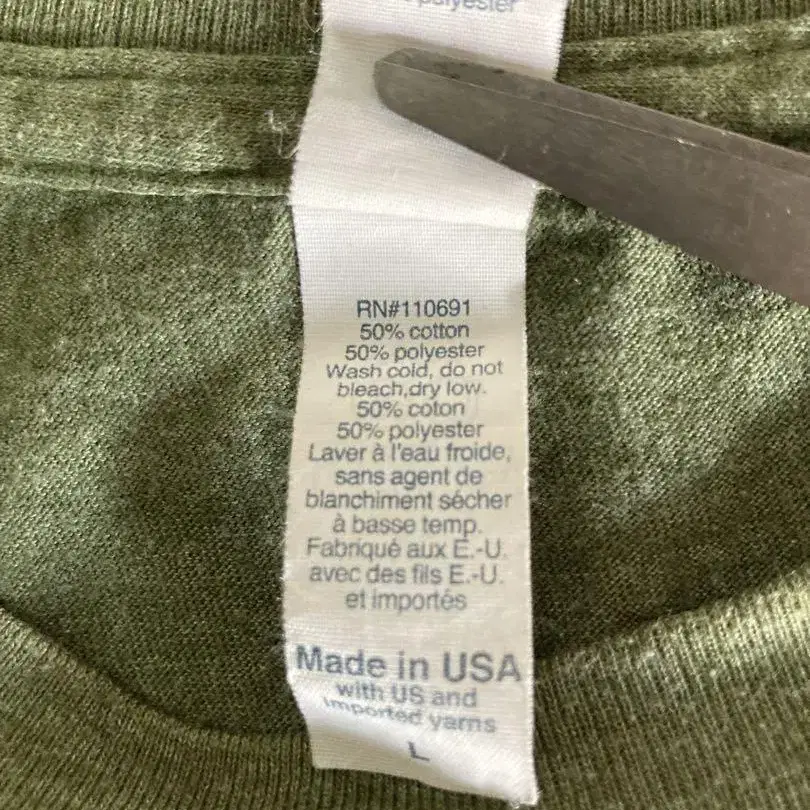 polyester
RN#110691
50% cotton
50% polyester
Wash cold, do not
bleach,dry low.
50% coton
50% polyester
Laver à l'eau froide,
sans agent de
blanchiment sécher
à basse temp.
Fabriqué aux E.-U.
avec des fils E.-U.
et importés
Made in USA
with US and
imported yarns
L